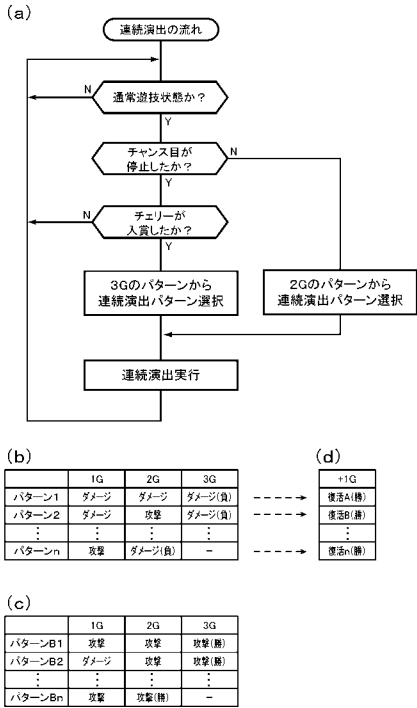 (a)
連続演出の流れ
通常遊技状態か？
N
Y
チャンス目が
停止したか？
N
Y
チェリーが
入賞したか？
N
Y
3Gのパターンから
連続演出パターン選択
2Gのパターンから
連続演出パターン選択
連続演出実行
(b)
(d)
1G 2G 3G +1G
パターン1 ダメージ ダメージ ダメージ(負) 復活A(勝)
パターン2 ダメージ 攻撃 ダメージ(負) 復活B(勝)
⋮ ⋮ ⋮ ⋮ ⋮
パターンn 攻撃 ダメージ(負) − 復活n(勝)
(c)
1G 2G 3G
パターンB1 攻撃 攻撃 攻撃(勝)
パターンB2 ダメージ 攻撃 攻撃(勝)
⋮ ⋮ ⋮ ⋮
パターンBn 攻撃 攻撃(勝) −